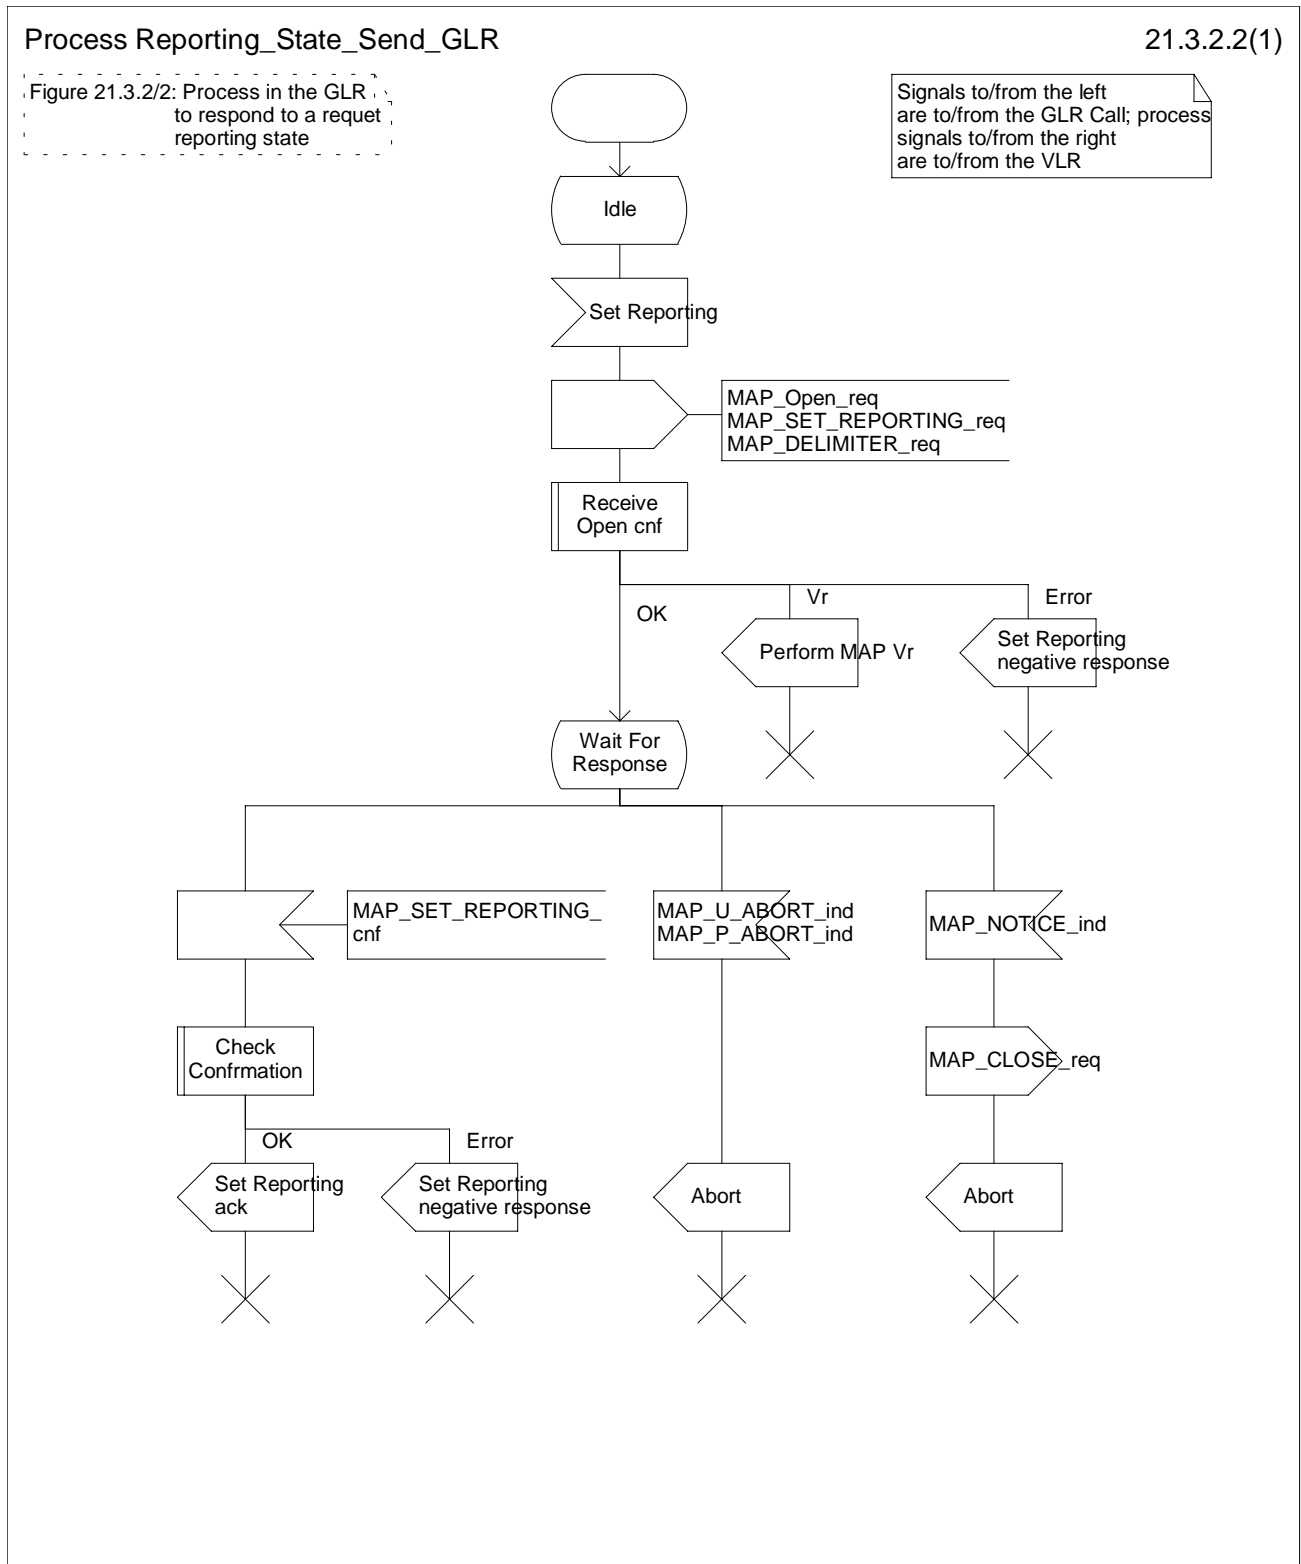 Process Reporting_State_Send_GLR
21.3.2.2(1)
Figure 21.3.2/2: Process in the GLR
to respond to a requet
reporting state
Signals to/from the left
are to/from the GLR Call; process
signals to/from the right
are to/from the VLR
Idle
Set Reporting
MAP_Open_req
MAP_SET_REPORTING_req
MAP_DELIMITER_req
Receive
Open cnf
OK
Vr
Error
Perform MAP Vr
Set Reporting
negative response
Wait For
Response
MAP_SET_REPORTING_
cnf
MAP_U_ABORT_ind
MAP_P_ABORT_ind
MAP_NOTICE_ind
Check
Confrmation
MAP_CLOSE_req
OK
Error
Set Reporting
ack
Set Reporting
negative response
Abort
Abort